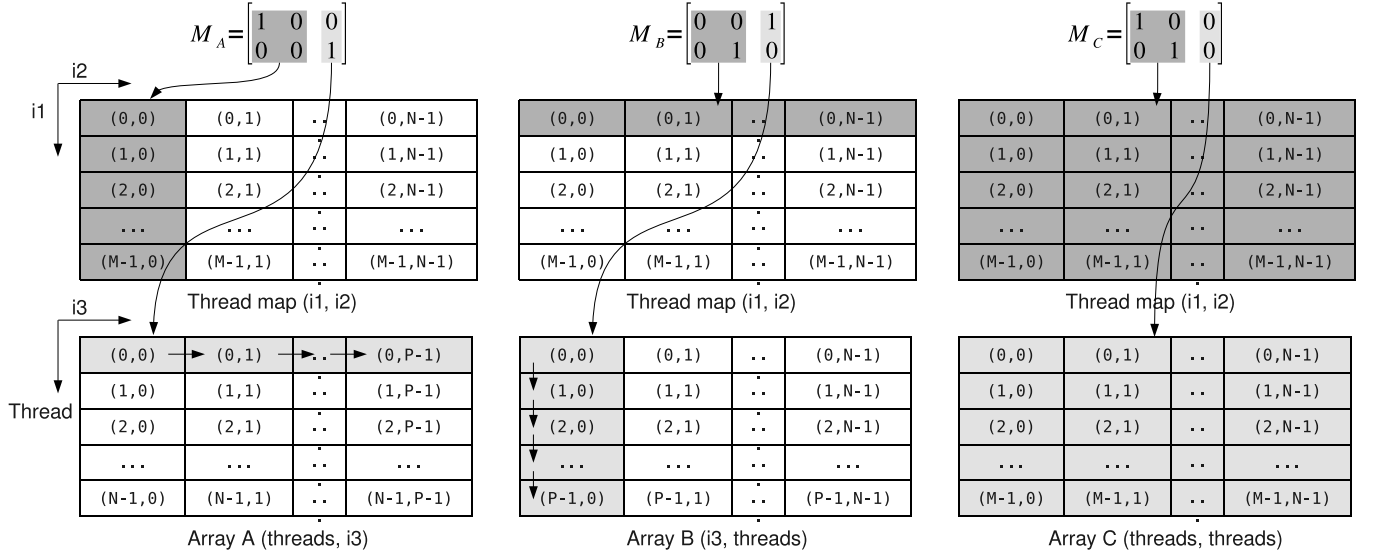 M_A = [1 0 0
0 0 1]
M_B = [0 0 1
0 1 0]
M_C = [1 0 0
0 1 0]
i2
i1
(0,0) (0,1) .. (0,N-1)
(1,0) (1,1) : (1,N-1)
(2,0) (2,1) .. (2,N-1)
... ... : ...
(M-1,0) (M-1,1) .. (M-1,N-1)
Thread map (i1, i2)
(0,0) (0,1) .. (0,N-1)
(1,0) (1,1) : (1,N-1)
(2,0) (2,1) .. (2,N-1)
... ... : ...
(M-1,0) (M-1,1) .. (M-1,N-1)
Thread map (i1, i2)
(0,0) (0,1) .. (0,N-1)
(1,0) (1,1) : (1,N-1)
(2,0) (2,1) .. (2,N-1)
... ... .. ...
(M-1,0) (M-1,1) .. (M-1,N-1)
Thread map (i1, i2)
i3
Thread
(0,0) (0,1) .. (0,P-1)
(1,0) (1,1) : (1,P-1)
(2,0) (2,1) .. (2,P-1)
... ... : ...
(N-1,0) (N-1,1) .. (N-1,P-1)
Array A (threads, i3)
(0,0) (0,1) .. (0,N-1)
(1,0) (1,1) : (1,N-1)
(2,0) (2,1) .. (2,N-1)
... ... : ...
(P-1,0) (P-1,1) .. (P-1,N-1)
Array B (i3, threads)
(0,0) (0,1) .. (0,N-1)
(1,0) (1,1) : (1,N-1)
(2,0) (2,1) .. (2,N-1)
... ... .. ...
(M-1,0) (M-1,1) .. (M-1,N-1)
Array C (threads, threads)